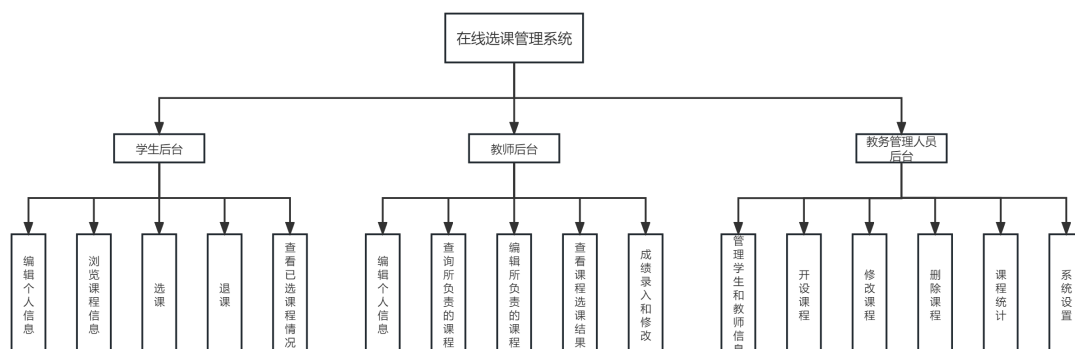 在线选课管理系统
学生后台
教师后台
教务管理人员
后台
编辑个人信息
浏览课程信息
选课
退课
查看已选课程情况
编辑个人信息
查询所负责的课程
编辑所负责的课程
查看课程选课结果
成绩录入和修改
管理学生和教师信息
开设课程
修改课程
删除课程
课程统计
系统设置